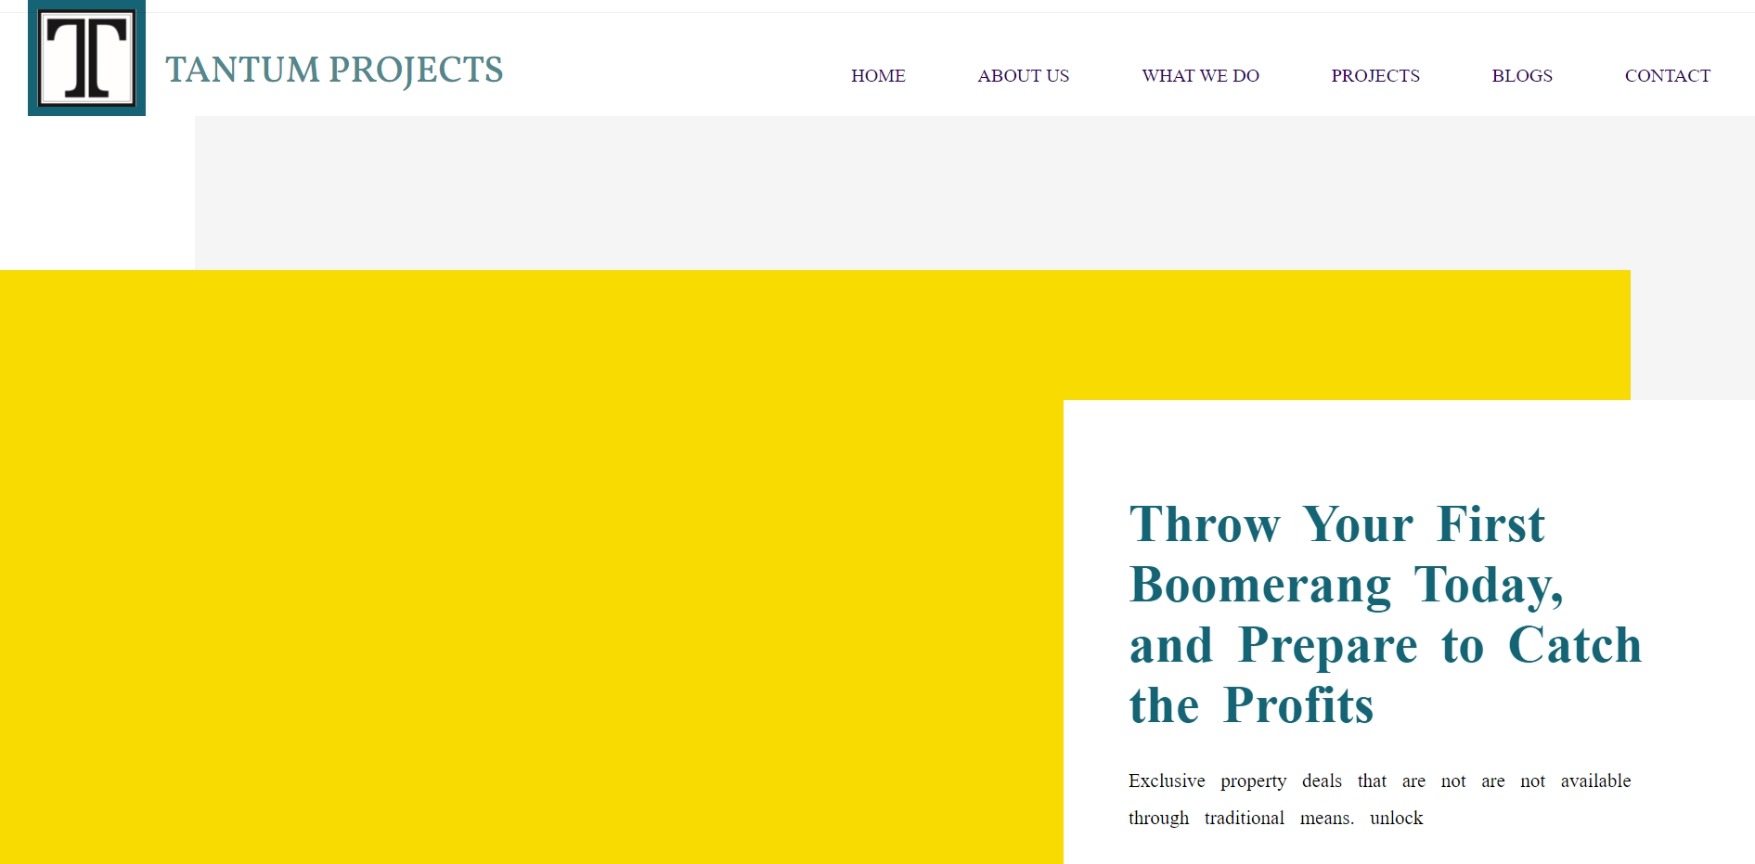 T
TANTUM PROJECTS
HOME ABOUT US WHAT WE DO PROJECTS BLOGS CONTACT
Throw Your First
Boomerang Today,
and Prepare to Catch
the Profits
Exclusive property deals that are not are not available
through traditional means. unlock